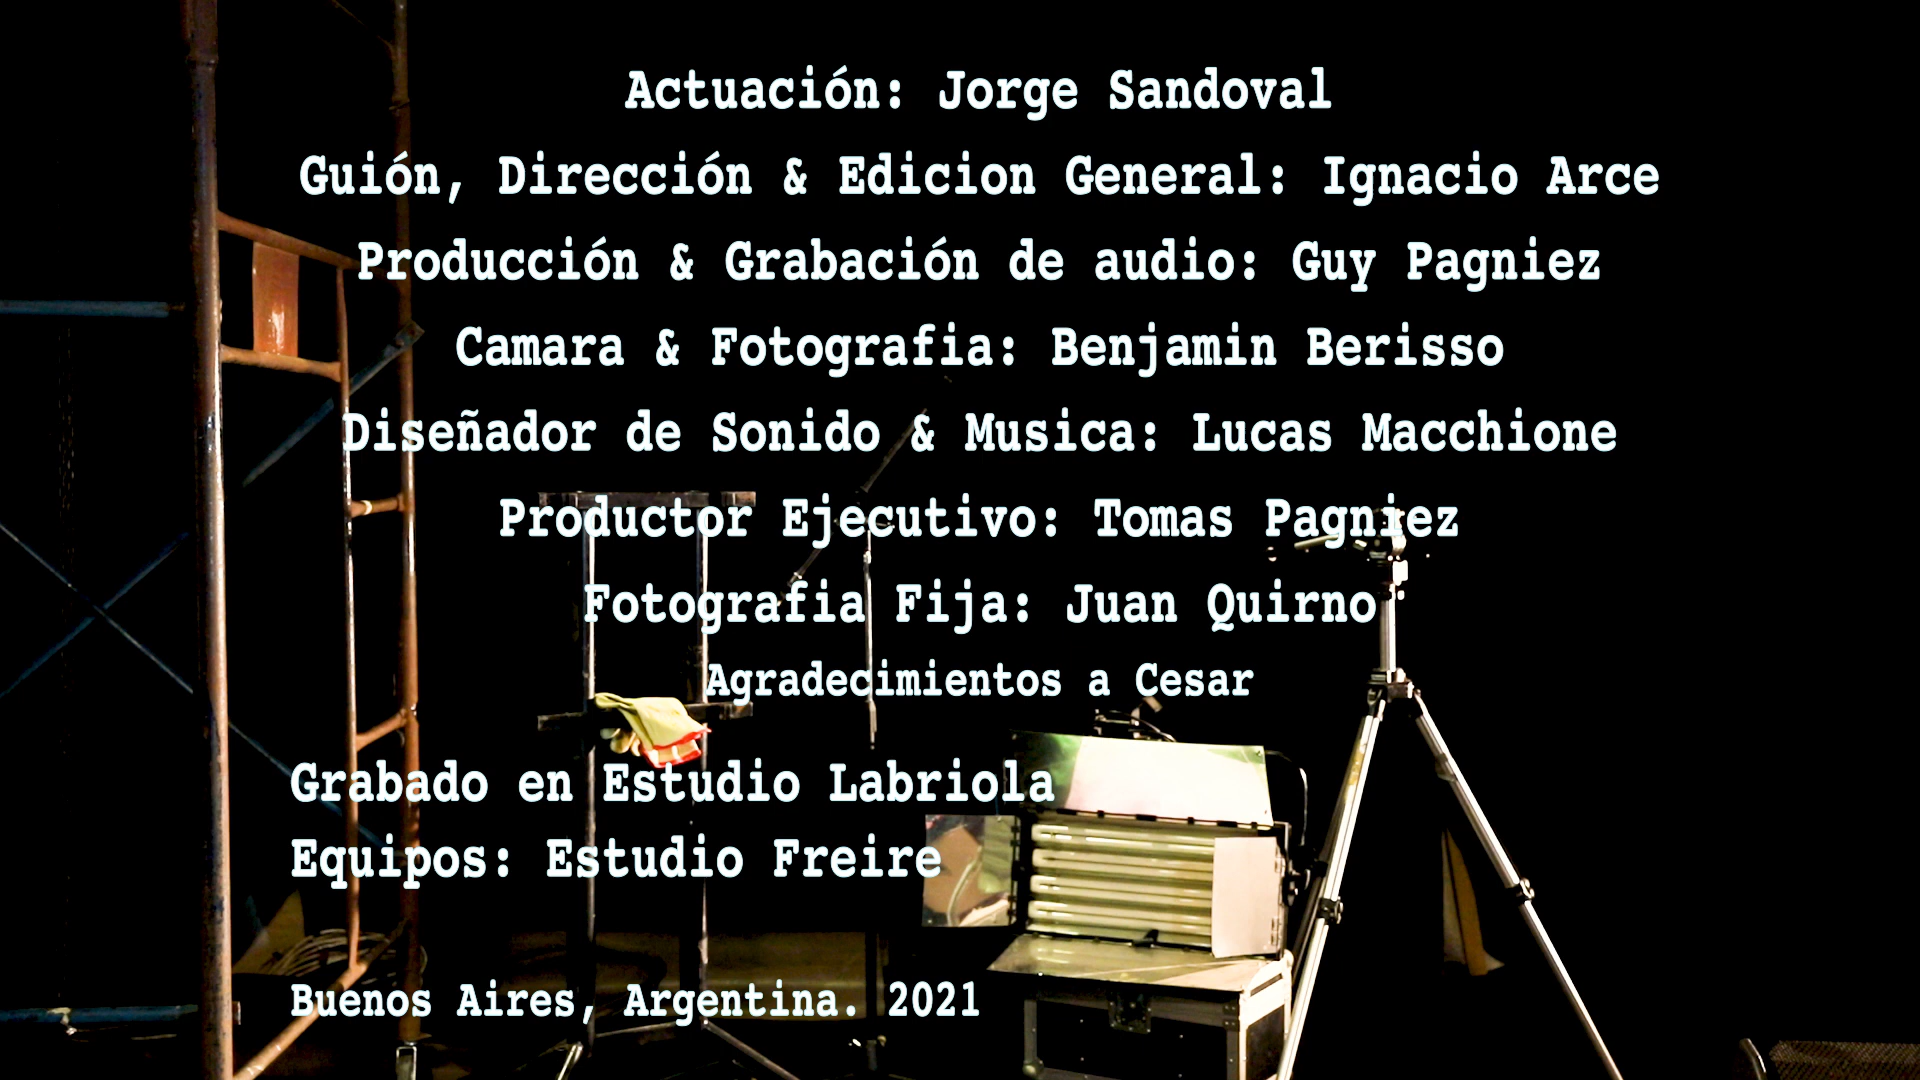 Actuación: Jorge Sandoval
Guión, Dirección & Edicion General: Ignacio Arce
Producción & Grabación de audio: Guy Pagniez
Camara & Fotografia: Benjamin Berisso
Diseñador de Sonido & Musica: Lucas Macchione
Productor Ejecutivo: Tomas Pagniez
Fotografia Fija: Juan Quirno
Agradecimientos a Cesar
Grabado en Estudio Labriola
Equipos: Estudio Freire
Buenos Aires, Argentina. 2021